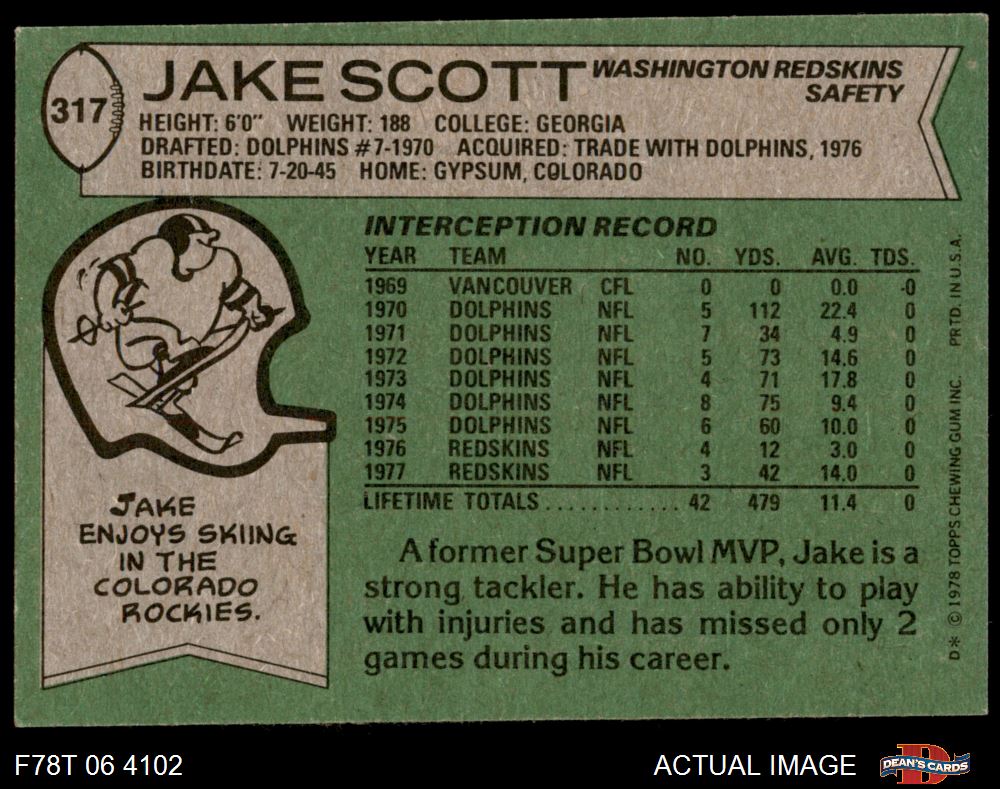 317
JAKE SCOTT
WASHINGTON REDSKINS
SAFETY
HEIGHT: 6'0" WEIGHT: 188 COLLEGE: GEORGIA
DRAFTED: DOLPHINS #7-1970 ACQUIRED: TRADE WITH DOLPHINS, 1976
BIRTHDATE: 7-20-45 HOME: GYPSUM, COLORADO
INTERCEPTION RECORD
YEAR TEAM NO. YDS. AVG. TDS.
1969 VANCOUVER CFL 0 0 0.0 -0
1970 DOLPHINS NFL 5 112 22.4 0
1971 DOLPHINS NFL 7 34 4.9 0
1972 DOLPHINS NFL 5 73 14.6 0
1973 DOLPHINS NFL 4 71 17.8 0
1974 DOLPHINS NFL 8 75 9.4 0
1975 DOLPHINS NFL 6 60 10.0 0
1976 REDSKINS NFL 4 12 3.0 0
1977 REDSKINS NFL 3 42 14.0 0
LIFETIME TOTALS ............ 42 479 11.4 0
JAKE
ENJOYS SKIING
IN THE
COLORADO
ROCKIES.
A former Super Bowl MVP, Jake is a
strong tackler. He has ability to play
with injuries and has missed only 2
games during his career.
D* © 1978 TOPPS CHEWING GUM INC. PRTD. IN U.S.A.
F78T 06 4102
ACTUAL IMAGE
D
DEAN'S CARDS